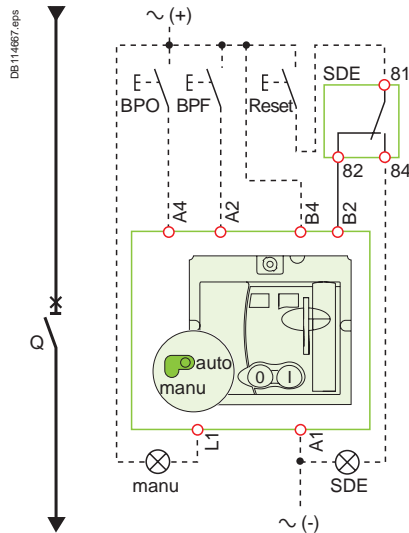 DB114667.eps
~ (+)
SDE
81
BPO
BPF
Reset
82
84
A4
A2
B4
B2
Q
auto
manu
0
I
L1
A1
manu
SDE
~ (-)